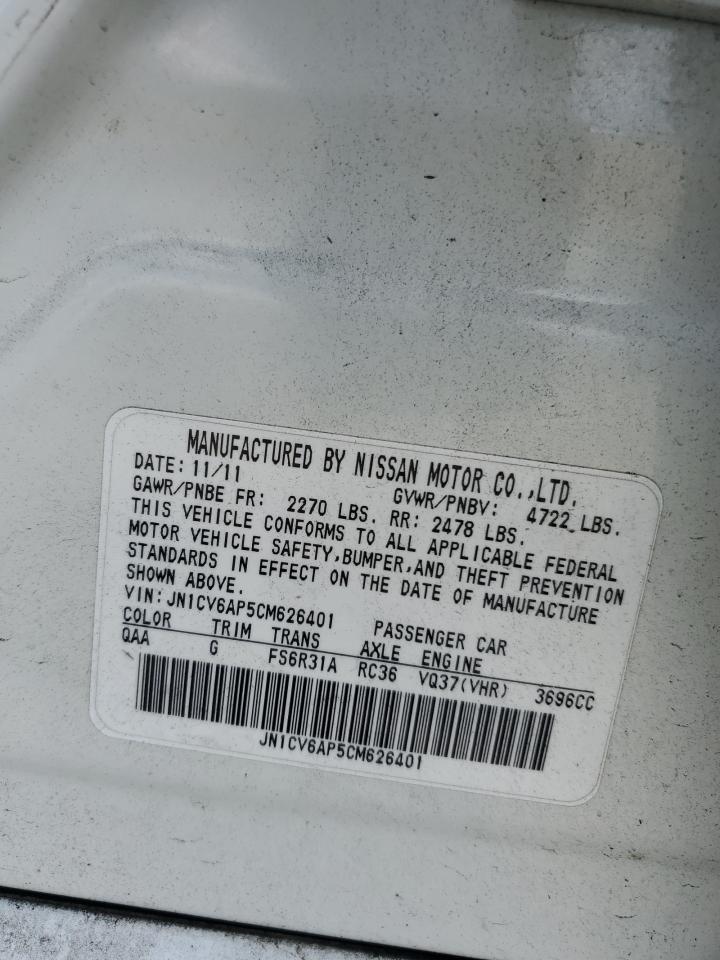 MANUFACTURED BY NISSAN MOTOR CO.,LTD.
DATE: 11/11 GVWR/PNBV: 4722 LBS.
GAWR/PNBE FR: 2270 LBS. RR: 2478 LBS.
THIS VEHICLE CONFORMS TO ALL APPLICABLE FEDERAL
MOTOR VEHICLE SAFETY,BUMPER,AND THEFT PREVENTION
STANDARDS IN EFFECT ON THE DATE OF MANUFACTURE
SHOWN ABOVE.
VIN: JN1CV6AP5CM626401 PASSENGER CAR
COLOR TRIM TRANS AXLE ENGINE
QAA G FS6R31A RC36 VQ37(VHR) 3696CC
JN1CV6AP5CM626401